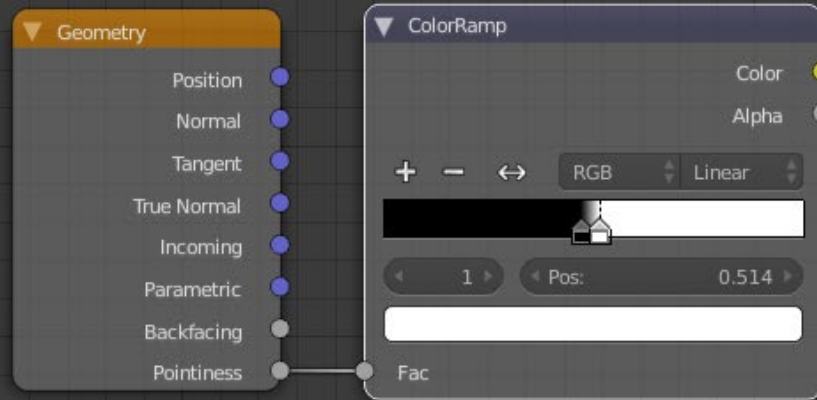 Geometry
Position
Normal
Tangent
True Normal
Incoming
Parametric
Backfacing
Pointiness
ColorRamp
Color
Alpha
RGB Linear
1 Pos: 0.514
Fac